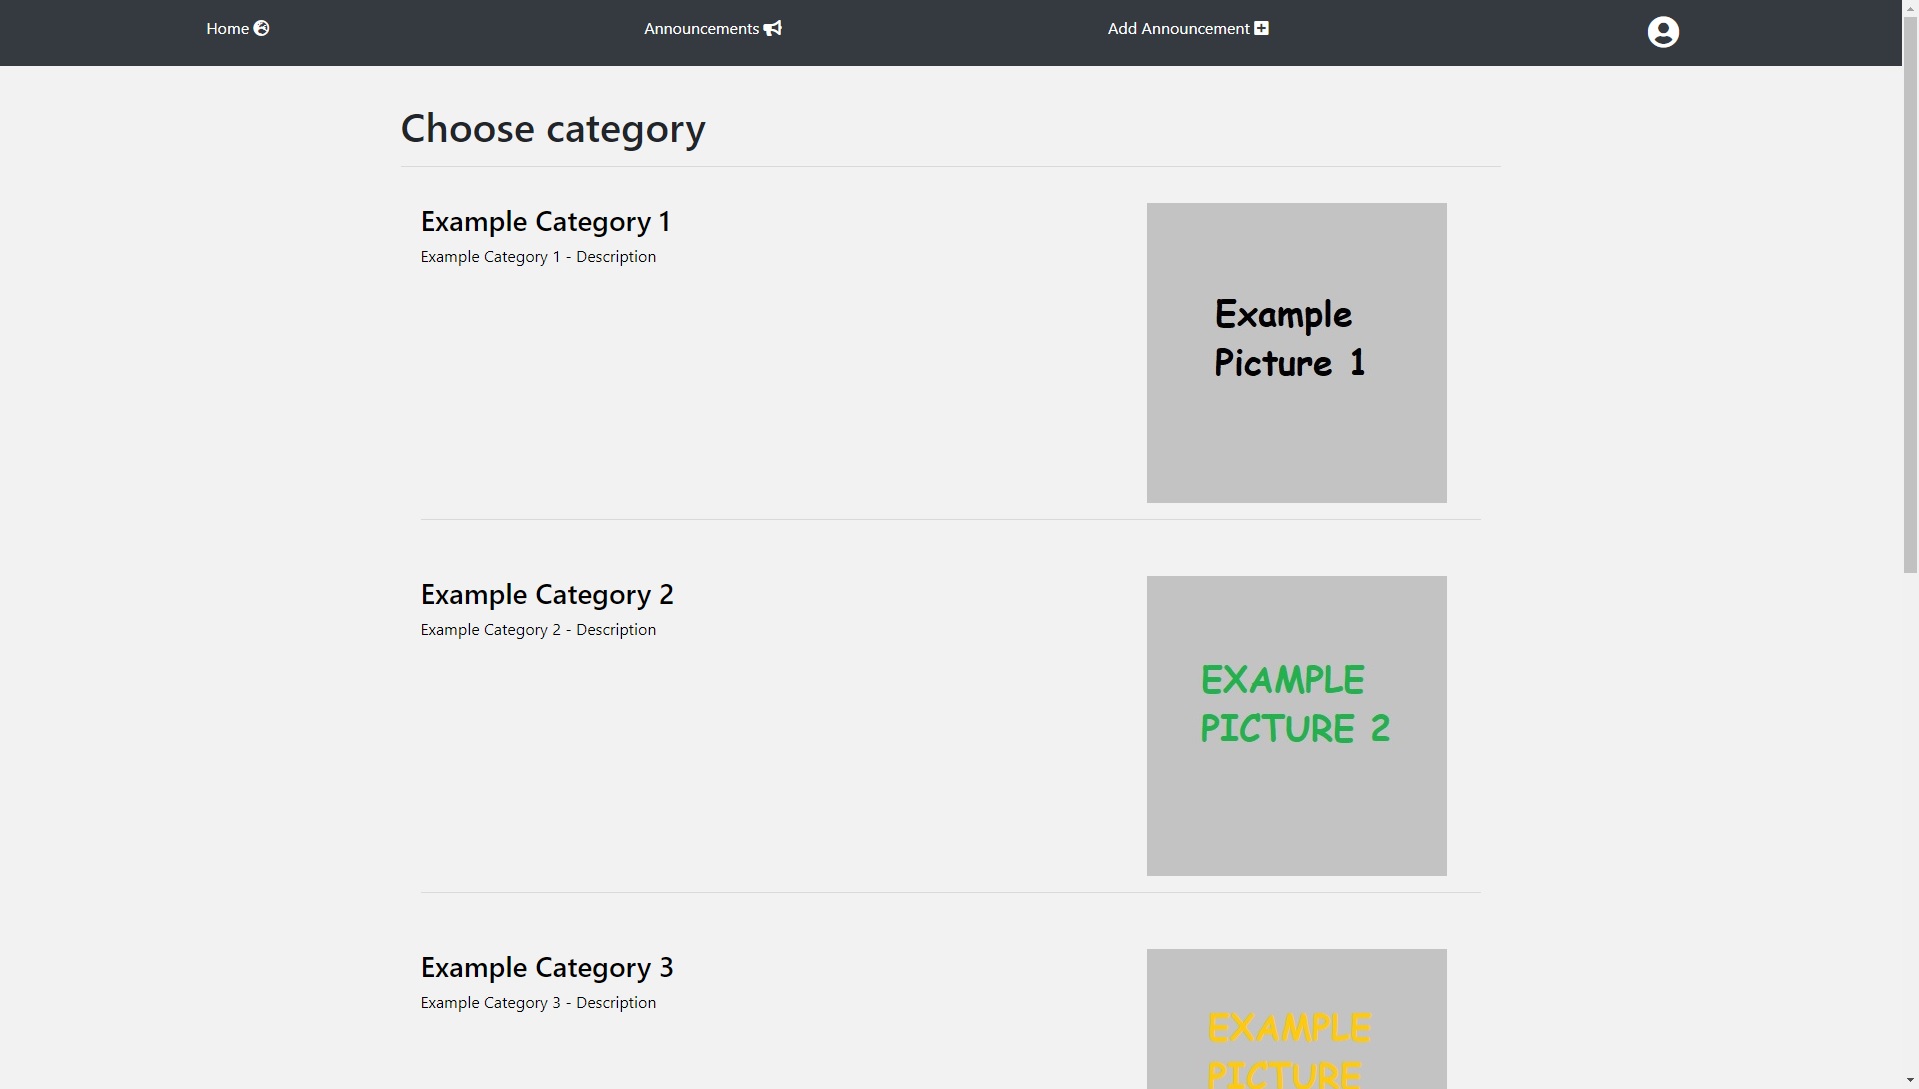 Home
Announcements
Add Announcement
Choose category
Example Category 1
Example Category 1 - Description
Example
Picture 1
Example Category 2
Example Category 2 - Description
EXAMPLE
PICTURE 2
Example Category 3
Example Category 3 - Description
EXAMPLE
PICTURE